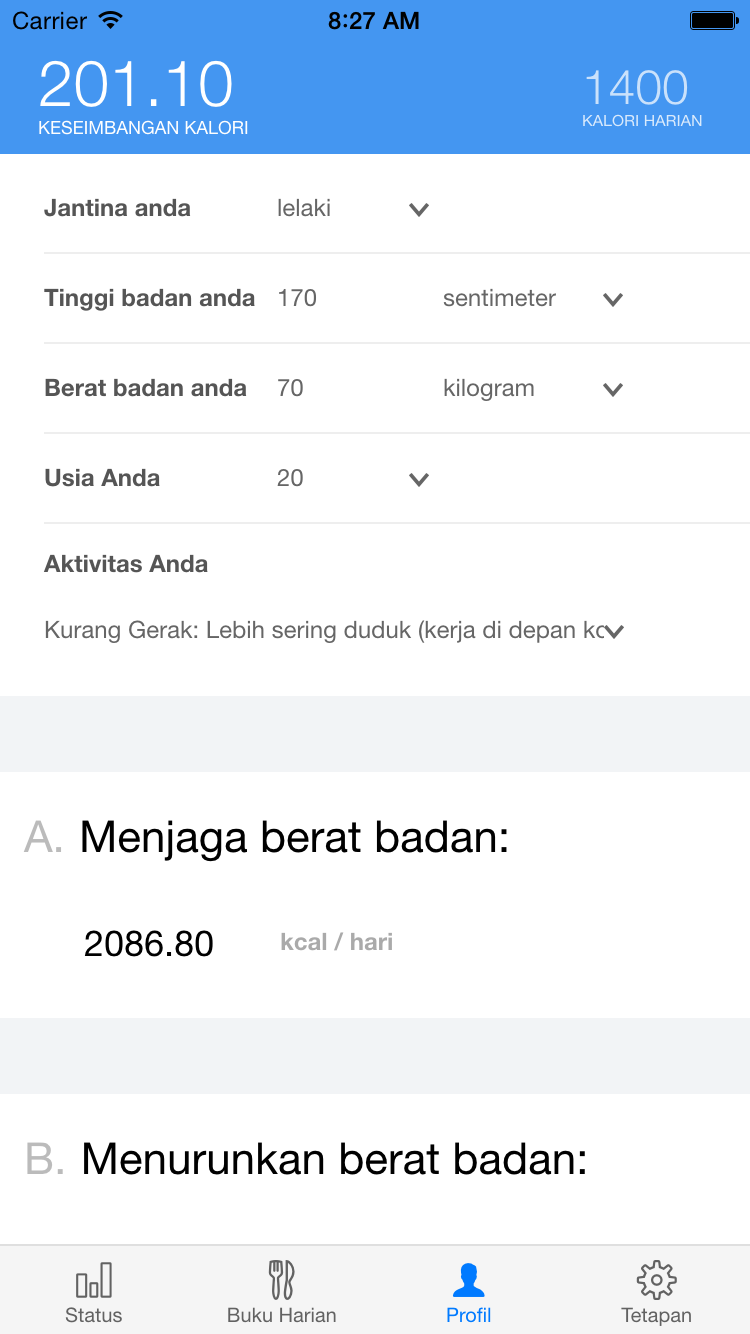 Carrier 8:27 AM
201.10 1400
KESEIMBANGAN KALORI KALORI HARIAN
Jantina anda lelaki
Tinggi badan anda 170 sentimeter
Berat badan anda 70 kilogram
Usia Anda 20
Aktivitas Anda
Kurang Gerak: Lebih sering duduk (kerja di depan kc
A. Menjaga berat badan:
2086.80 kcal / hari
B. Menurunkan berat badan:
Status Buku Harian Profil Tetapan